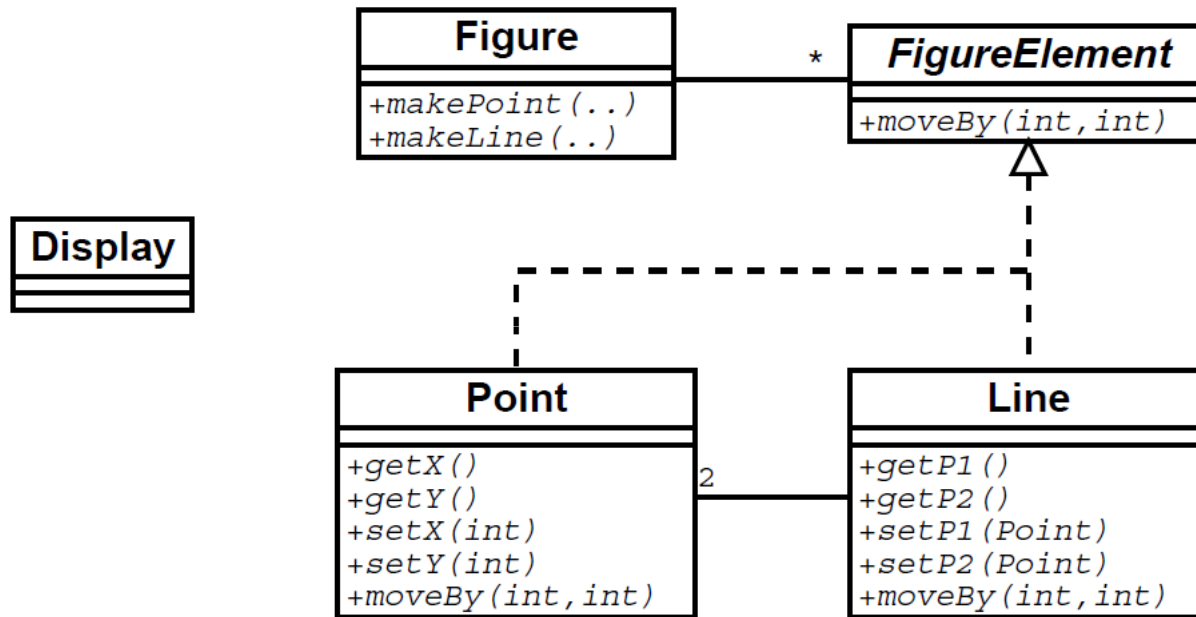 Figure
+makePoint(..)
+makeLine(..)
*
FigureElement
+moveBy(int,int)
Display
Point
+getX()
+getY()
+setX(int)
+setY(int)
+moveBy(int,int)
2
Line
+getP1()
+getP2()
+setP1(Point)
+setP2(Point)
+moveBy(int,int)